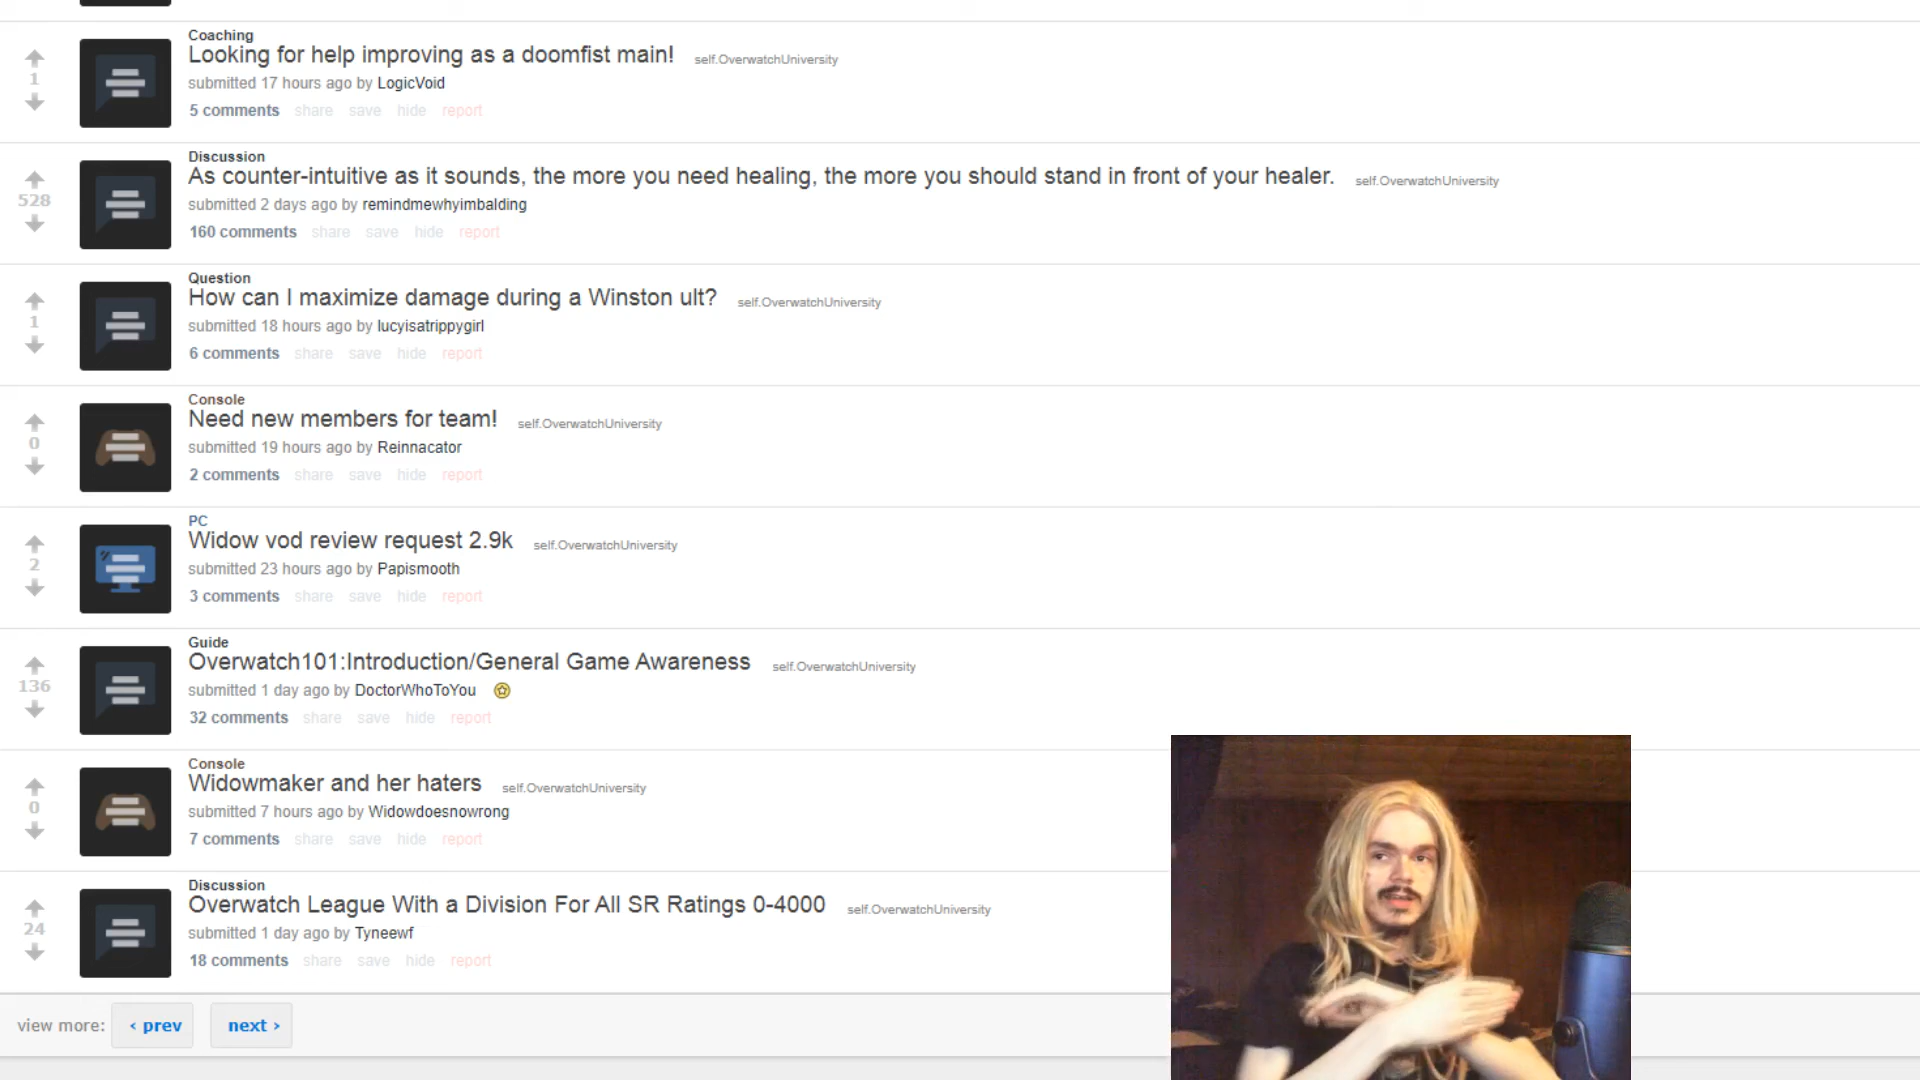 Coaching
Looking for help improving as a doomfist main! self.OverwatchUniversity
1
submitted 17 hours ago by LogicVoid
5 comments share save hide report
Discussion
As counter-intuitive as it sounds, the more you need healing, the more you should stand in front of your healer. self.OverwatchUniversity
528
submitted 2 days ago by remindmewhyimbalding
160 comments share save hide report
Question
How can I maximize damage during a Winston ult? self.OverwatchUniversity
1
submitted 18 hours ago by lucyisatrippygirl
6 comments share save hide report
Console
Need new members for team! self.OverwatchUniversity
0
submitted 19 hours ago by Reinnacator
2 comments share save hide report
PC
Widow vod review request 2.9k self.OverwatchUniversity
2
submitted 23 hours ago by Papismooth
3 comments share save hide report
Guide
Overwatch101:Introduction/General Game Awareness self.OverwatchUniversity
136
submitted 1 day ago by DoctorWhoToYou
32 comments share save hide report
Console
Widowmaker and her haters self.OverwatchUniversity
0
submitted 7 hours ago by Widowdoesnowrong
7 comments share save hide report
Discussion
Overwatch League With a Division For All SR Ratings 0-4000 self.OverwatchUniversity
24
submitted 1 day ago by Tyneewf
18 comments share save hide report
view more: ‹ prev next ›